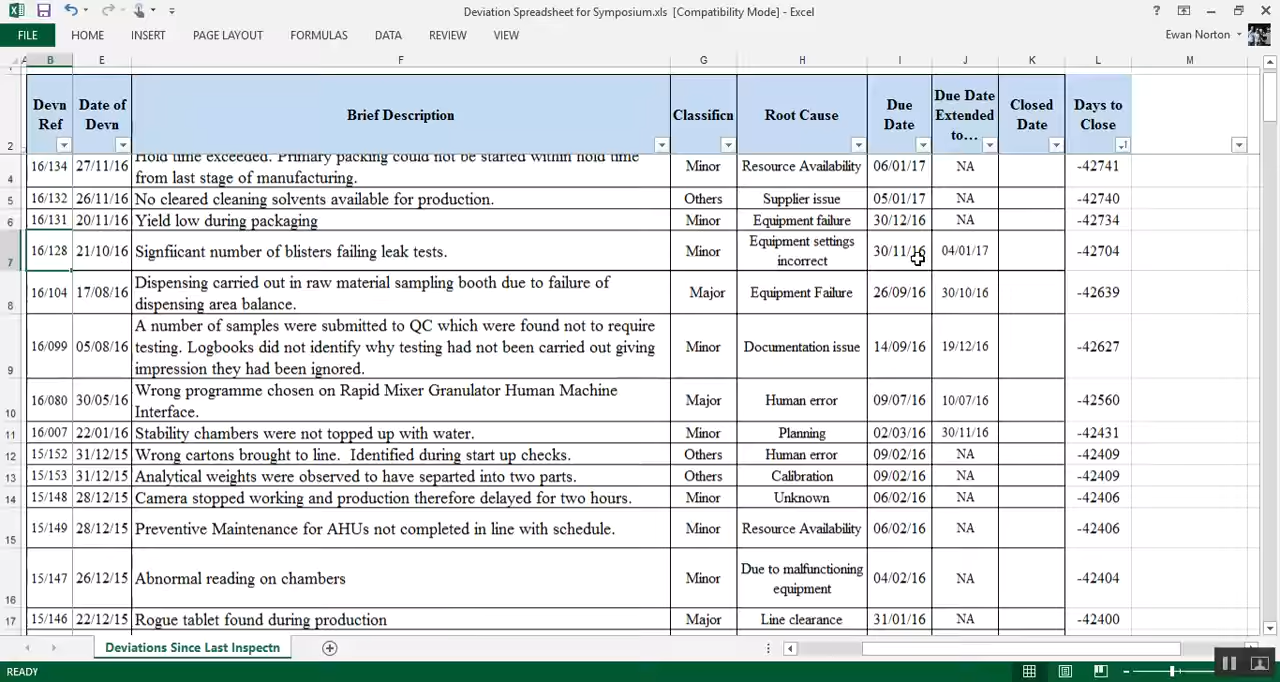 Deviation Spreadsheet for Symposium.xls [Compatibility Mode] - Excel
?
FILE HOME INSERT PAGE LAYOUT FORMULAS DATA REVIEW VIEW
Ewan Norton
B E F G H I J K L M
2
Devn Ref
Date of Devn
Brief Description
Classificn
Root Cause
Due Date
Due Date Extended to...
Closed Date
Days to Close
4 16/134 27/11/16 Hold time exceeded. Primary packing could not be started within hold time Minor Resource Availability 06/01/17 NA -42741
from last stage of manufacturing.
5 16/132 26/11/16 No cleared cleaning solvents available for production. Others Supplier issue 05/01/17 NA -42740
6 16/131 20/11/16 Yield low during packaging Minor Equipment failure 30/12/16 NA -42734
7 16/128 21/10/16 Signfiicant number of blisters failing leak tests. Minor Equipment settings 30/11/16 04/01/17 -42704
incorrect
8 16/104 17/08/16 Dispensing carried out in raw material sampling booth due to failure of Major Equipment Failure 26/09/16 30/10/16 -42639
dispensing area balance.
A number of samples were submitted to QC which were found not to require
9 16/099 05/08/16 testing. Logbooks did not identify why testing had not been carried out giving Minor Documentation issue 14/09/16 19/12/16 -42627
impression they had been ignored.
10 16/080 30/05/16 Wrong programme chosen on Rapid Mixer Granulator Human Machine Major Human error 09/07/16 10/07/16 -42560
Interface.
11 16/007 22/01/16 Stability chambers were not topped up with water. Minor Planning 02/03/16 30/11/16 -42431
12 15/152 31/12/15 Wrong cartons brought to line.  Identified during start up checks. Others Human error 09/02/16 NA -42409
13 15/153 31/12/15 Analytical weights were observed to have separted into two parts. Others Calibration 09/02/16 NA -42409
14 15/148 28/12/15 Camera stopped working and production therefore delayed for two hours. Minor Unknown 06/02/16 NA -42406
15 15/149 28/12/15 Preventive Maintenance for AHUs not completed in line with schedule. Minor Resource Availability 06/02/16 NA -42406
16 15/147 26/12/15 Abnormal reading on chambers Minor Due to malfunctioning 04/02/16 NA -42404
equipment
17 15/146 22/12/15 Rogue tablet found during production Major Line clearance 31/01/16 NA -42400
Deviations Since Last Inspectn
READY